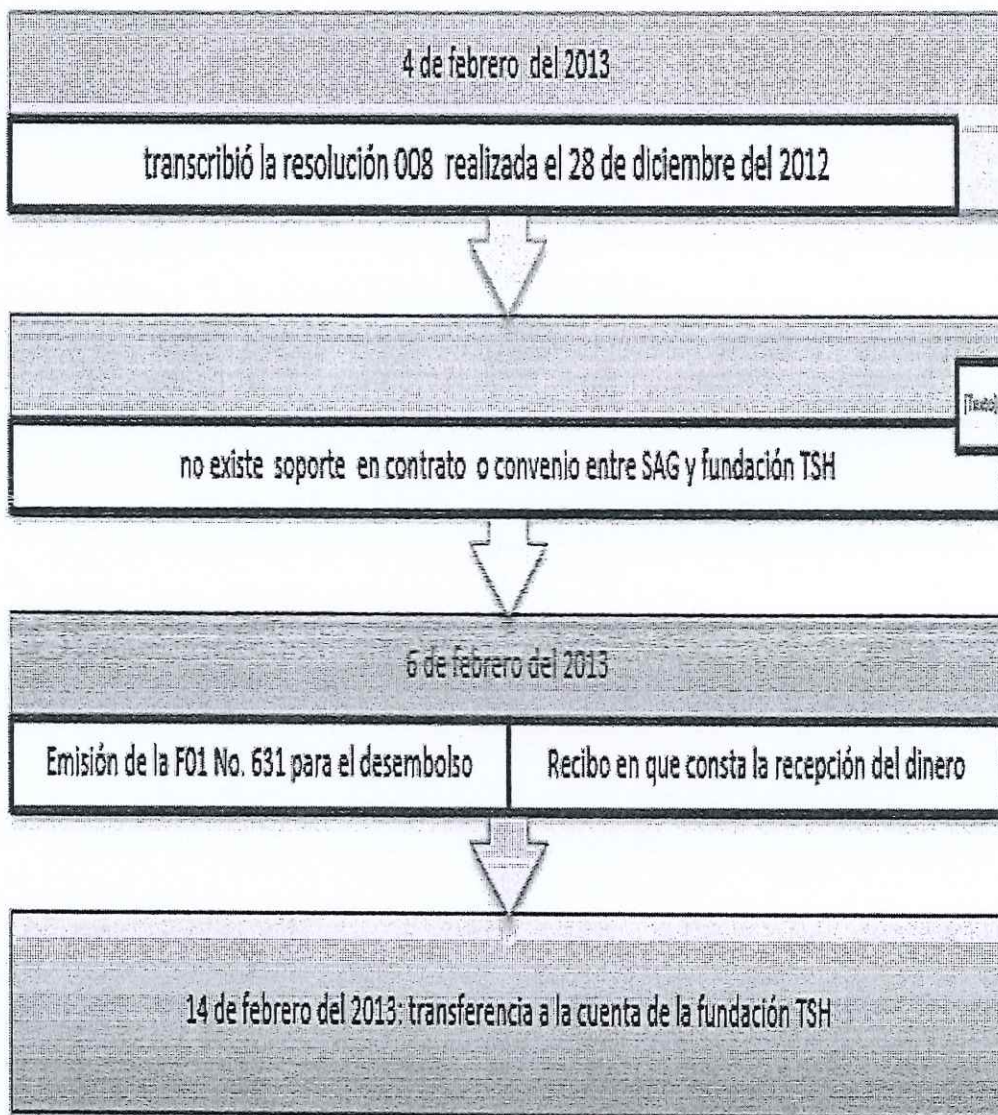 4 de febrero del 2013
transcribió la resolución 008 realizada el 28 de diciembre del 2012
[Texto]
no existe soporte en contrato o convenio entre SAG y fundación TSH
6 de febrero del 2013
Emisión de la F01 No. 631 para el desembolso
Recibo en que consta la recepción del dinero
14 de febrero del 2013: transferencia a la cuenta de la fundación TSH